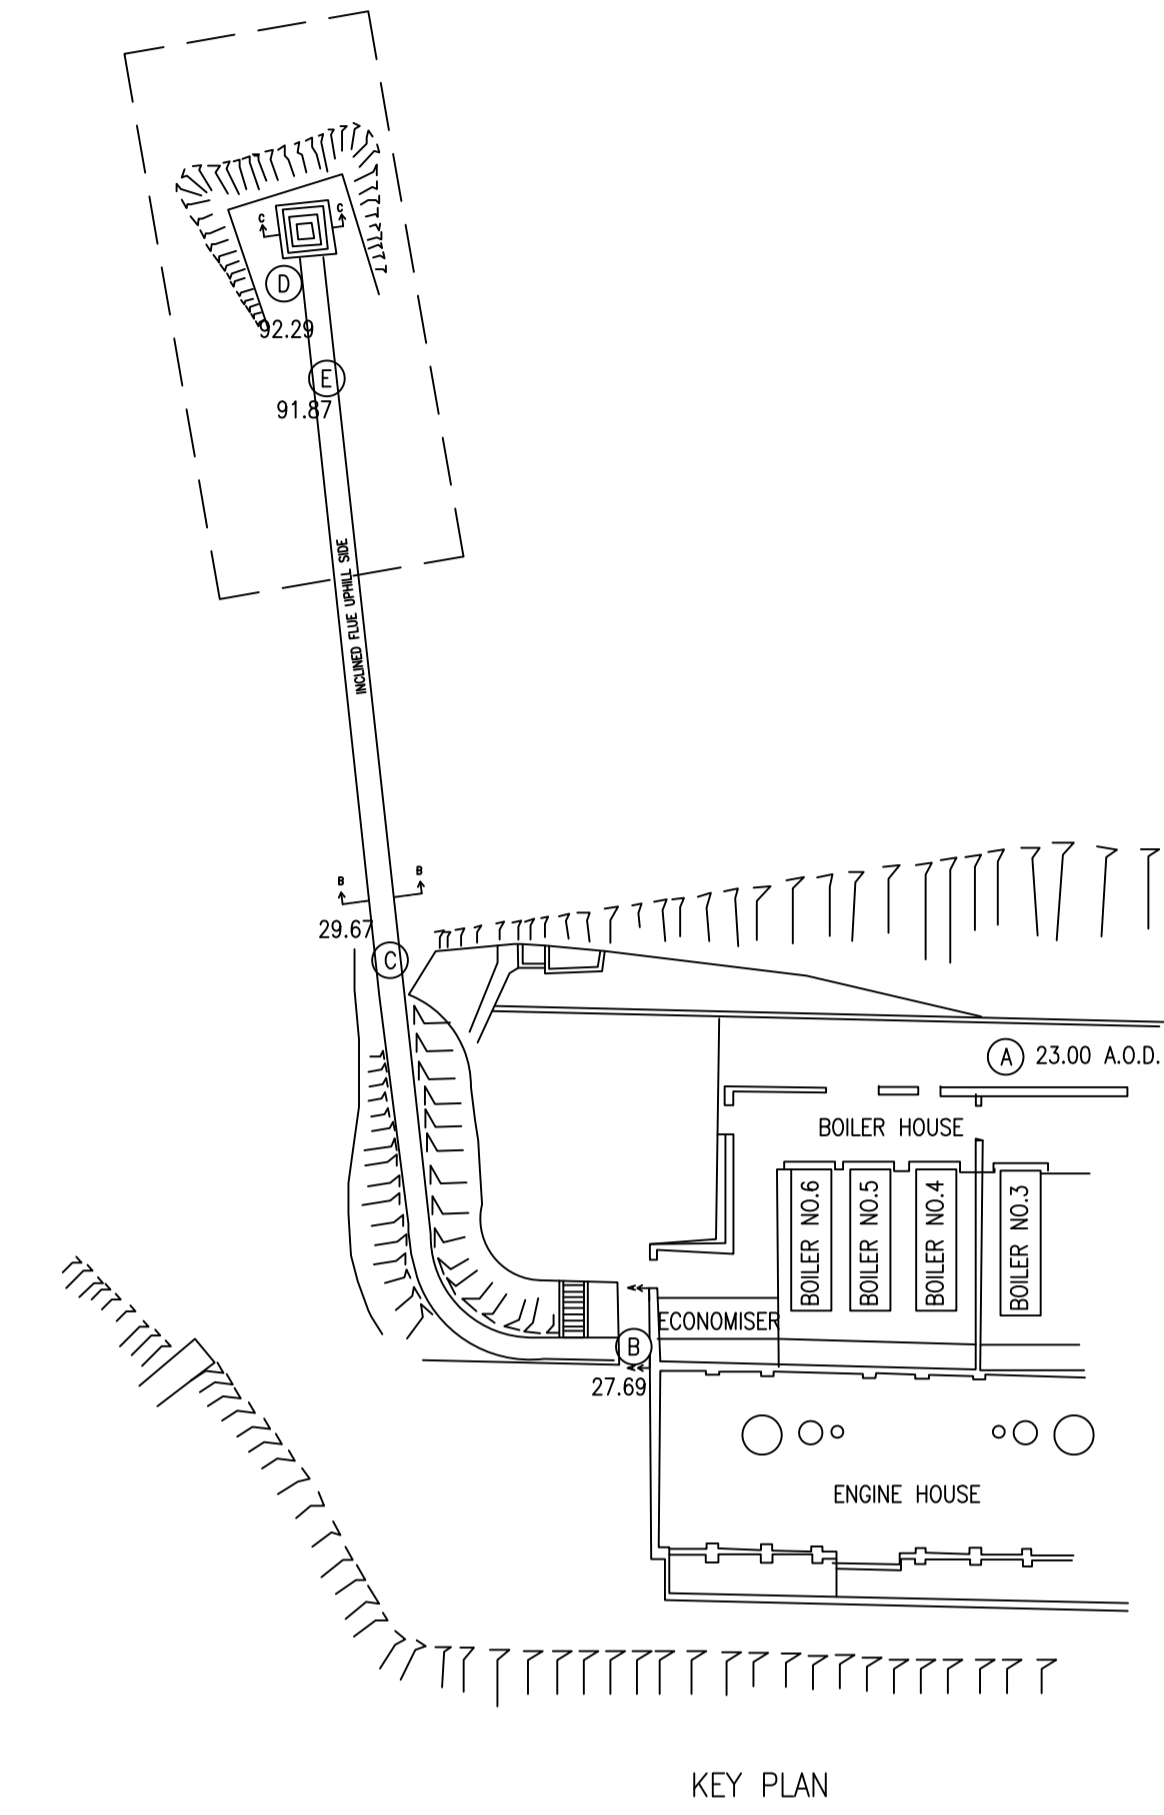 C
C
D
92.29
E
91.87
INCLINED FLUE UPHILL SIDE
B
B
29.67
C
A 23.00 A.O.D.
BOILER HOUSE
BOILER NO.6
BOILER NO.5
BOILER NO.4
BOILER NO.3
ECONOMISER
B
27.69
ENGINE HOUSE
KEY PLAN